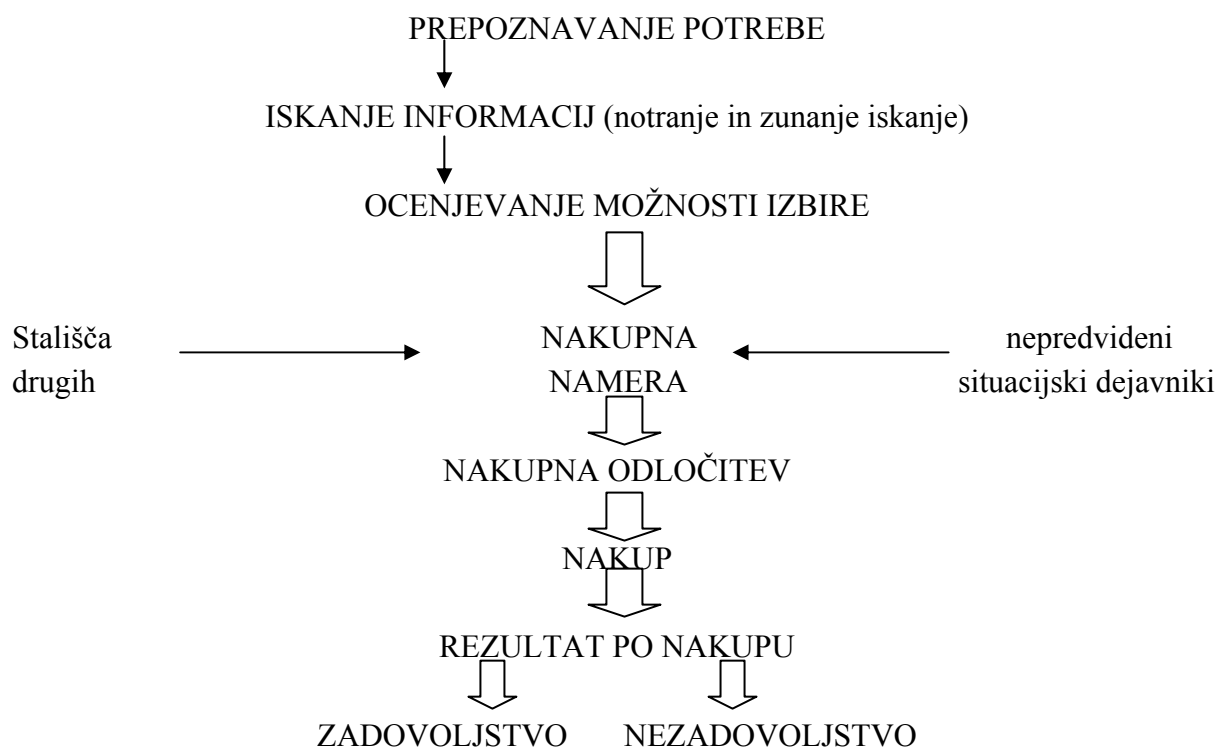 PREPOZNAVANJE POTREBE
ISKANJE INFORMACIJ (notranje in zunanje iskanje)
OCENJEVANJE MOŽNOSTI IZBIRE
Stališča
drugih
NAKUPNA
NAMERA
nepredvideni
situacijski dejavniki
NAKUPNA ODLOČITEV
NAKUP
REZULTAT PO NAKUPU
ZADOVOLJSTVO NEZADOVOLJSTVO